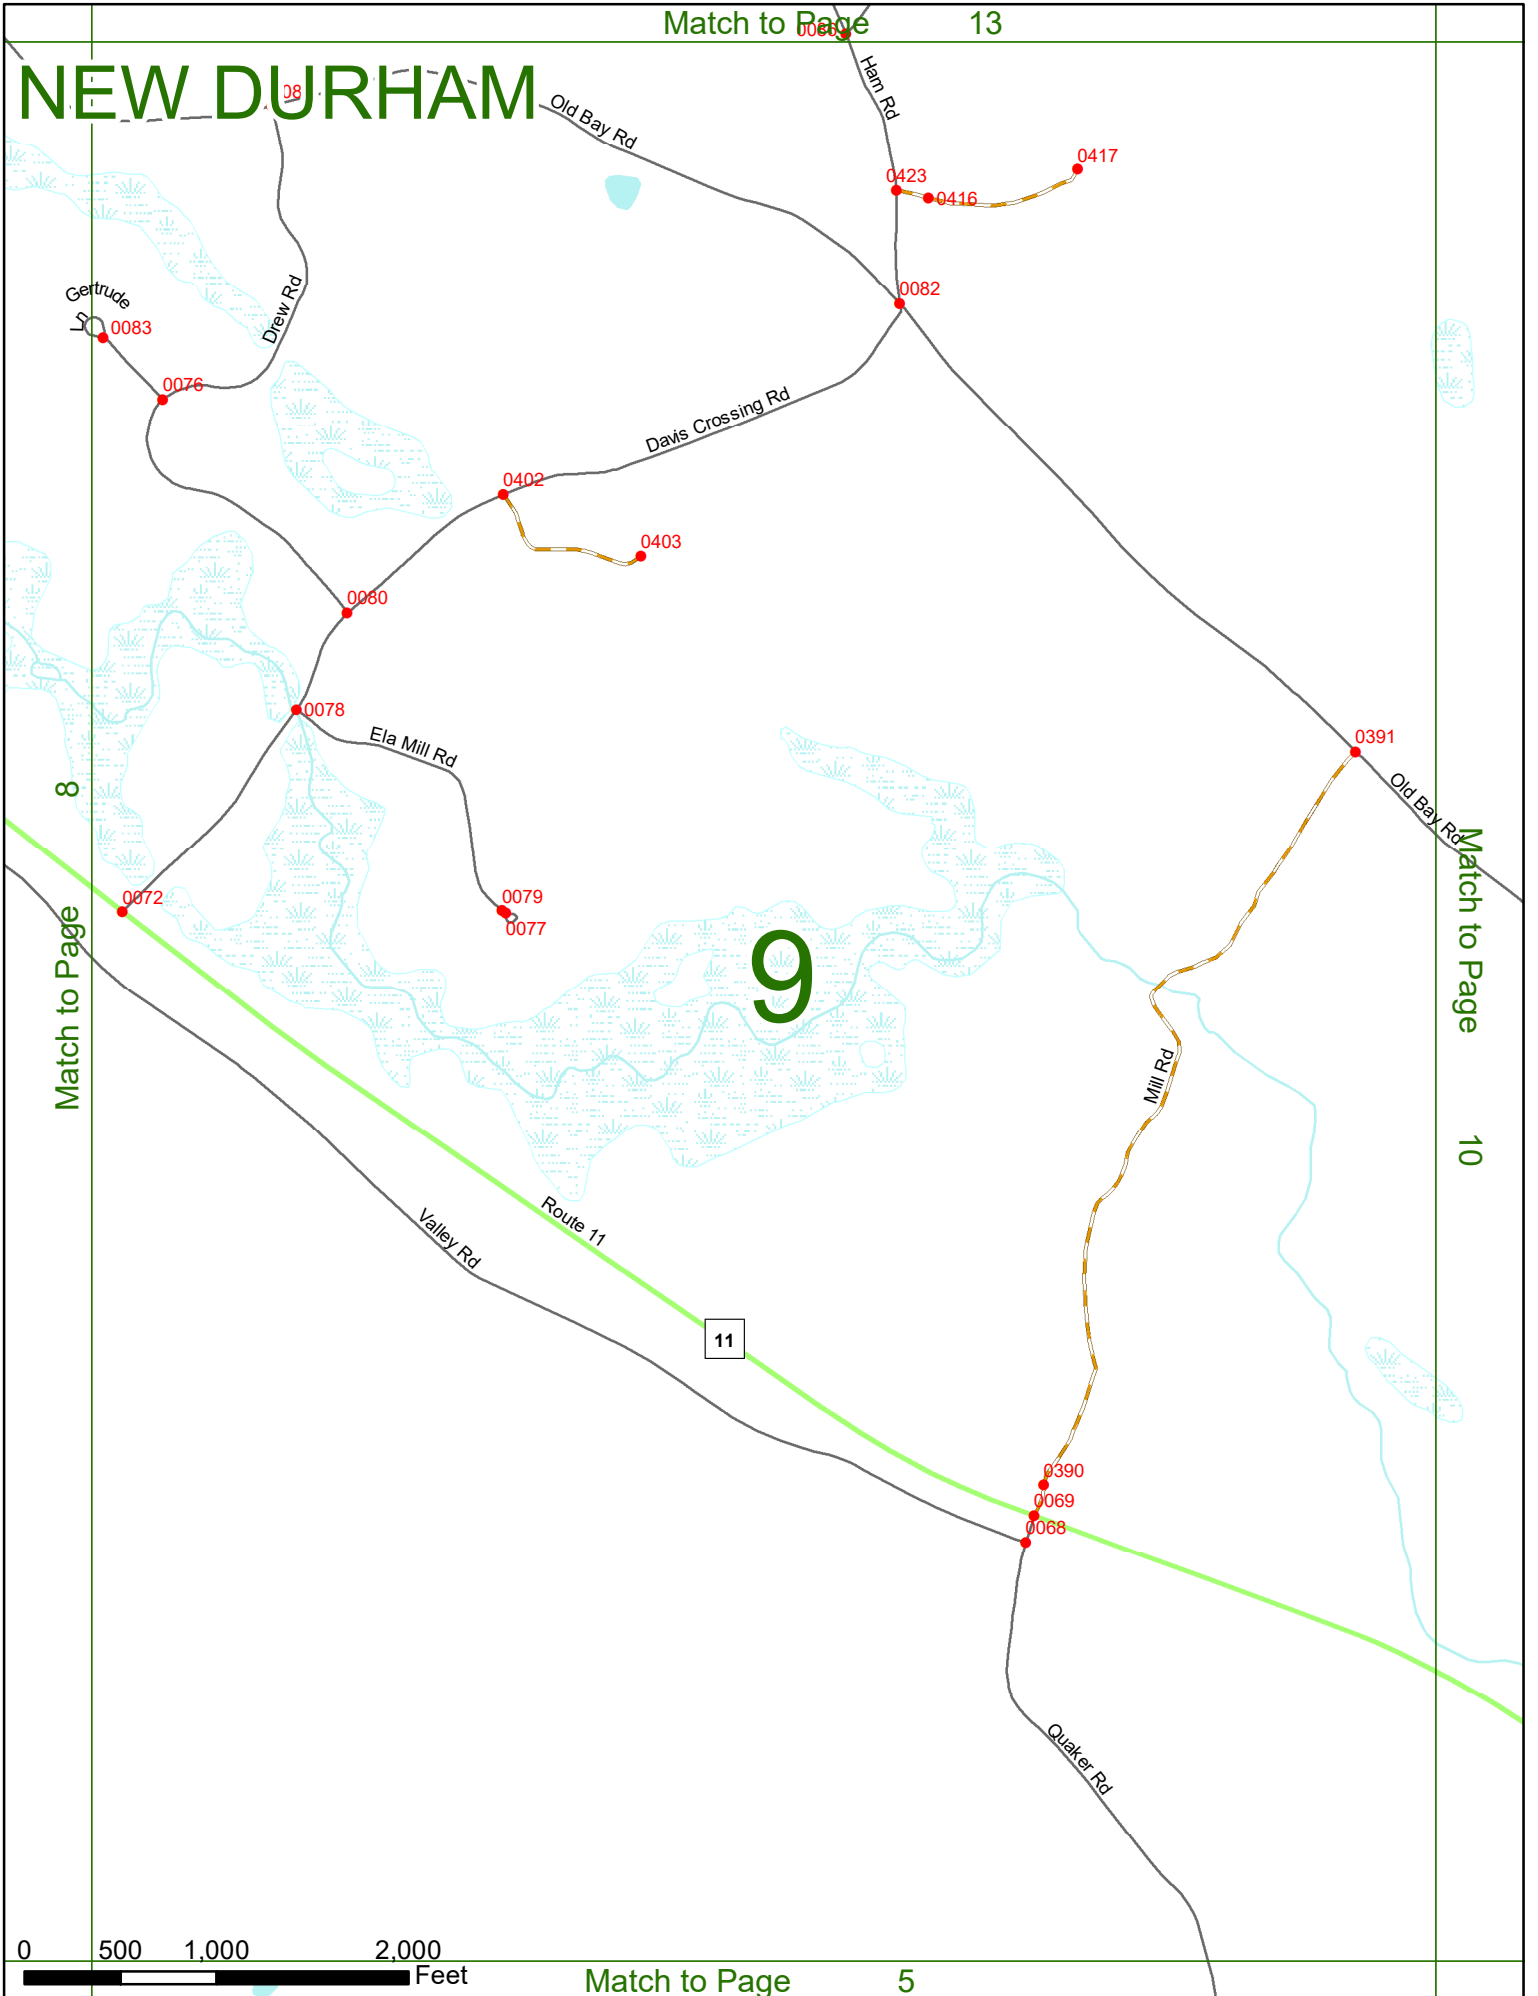 Match to Page 13
0086
NEW DURHAM
08
Old Bay Rd
Ham Rd
0417
0423
0416
Gertrude
Ln
0083
Drew Rd
0082
0076
Davis Crossing Rd
0402
0403
0080
0078
Ela Mill Rd
0391
Old Bay Rd
Match to Page 8
0072
0079
0077
9
Match to Page 10
Mill Rd
Valley Rd
Route 11
11
0390
0069
0068
Quaker Rd
0 500 1,000 2,000
Feet
Match to Page 5